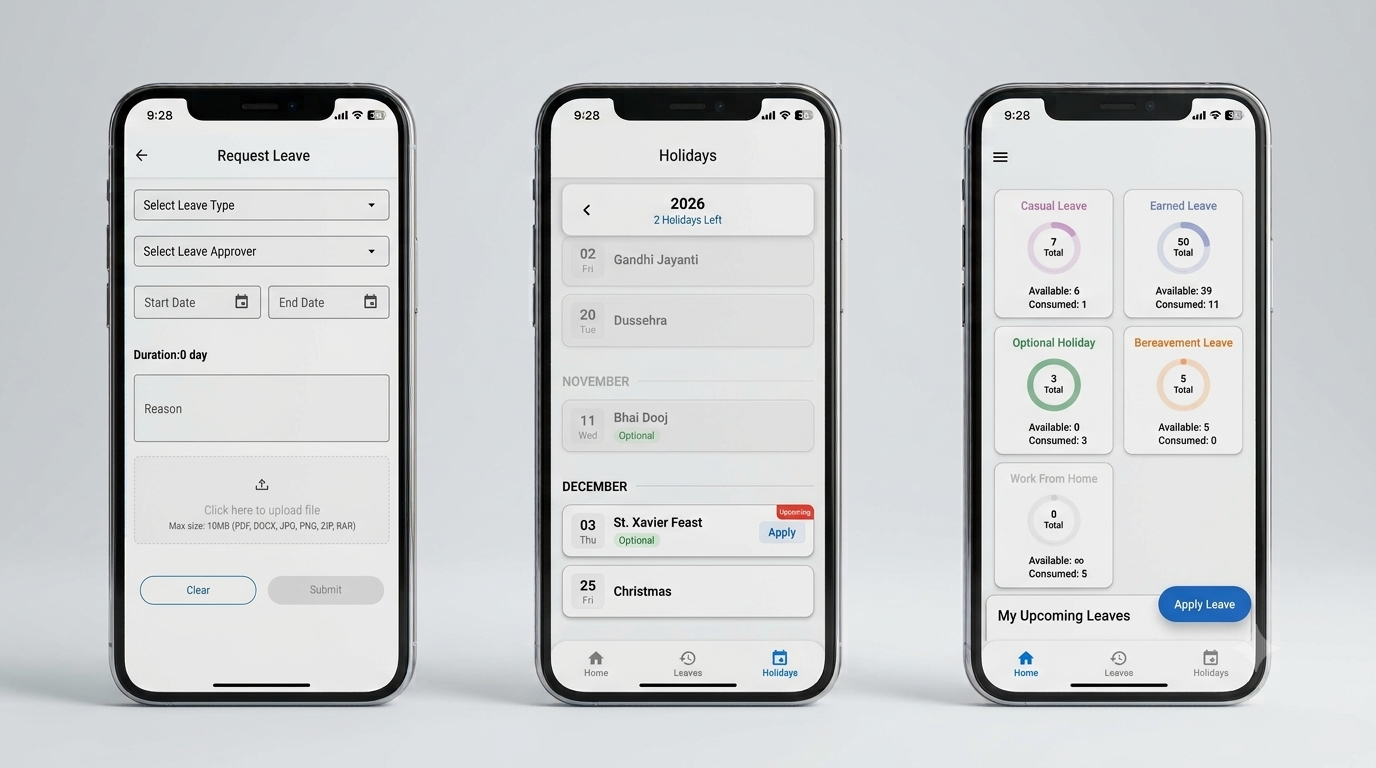 9:28
Request Leave
Select Leave Type
Select Leave Approver
Start Date
End Date
Duration:0 day
Reason
Click here to upload file
Max size: 10MB (PDF, DOCX, JPG, PNG, 2IP, RAR)
Clear
Submit
9:28
Holidays
2026
2 Holidays Left
02
Fri
Gandhi Jayanti
20
Tue
Dussehra
NOVEMBER
11
Wed
Bhai Dooj
Optional
DECEMBER
03
Thu
St. Xavier Feast
Optional
Upcoming
Apply
25
Fri
Christmas
Home
Leaves
Holidays
9:28
Casual Leave
7
Total
Available: 6
Consumed: 1
Earned Leave
50
Total
Available: 39
Consumed: 11
Optional Holiday
3
Total
Available: 0
Consumed: 3
Bereavement Leave
5
Total
Available: 5
Consumed: 0
Work From Home
0
Total
Available: ∞
Consumed: 5
My Upcoming Leaves
Apply Leave
Home
Leaves
Holidays